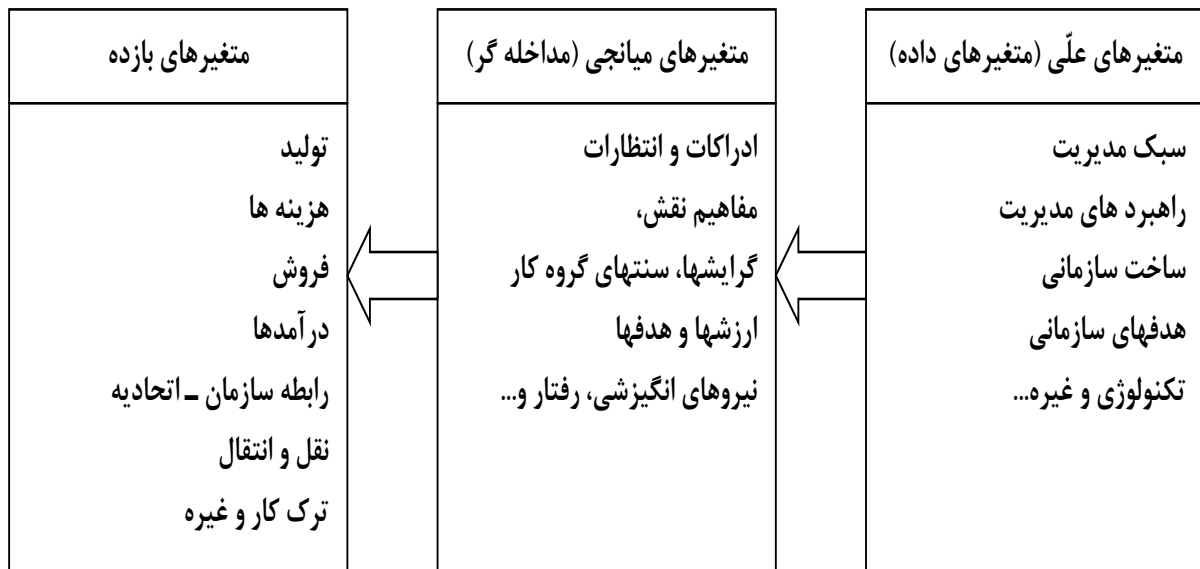 متغیرهای علّی (متغیرهای داده)
سبک مدیریت
راهبرد های مدیریت
ساخت سازمانی
هدفهای سازمانی
تکنولوژی و غیره...
متغیرهای میانجی (مداخله گر)
ادراکات و انتظارات
مفاهیم نقش،
گرایشها، سنتهای گروه کار
ارزشها و هدفها
نیروهای انگیزشی، رفتار و...
متغیرهای بازده
تولید
هزینه ها
فروش
درآمدها
رابطه سازمان ـ اتحادیه
نقل و انتقال
ترک کار و غیره